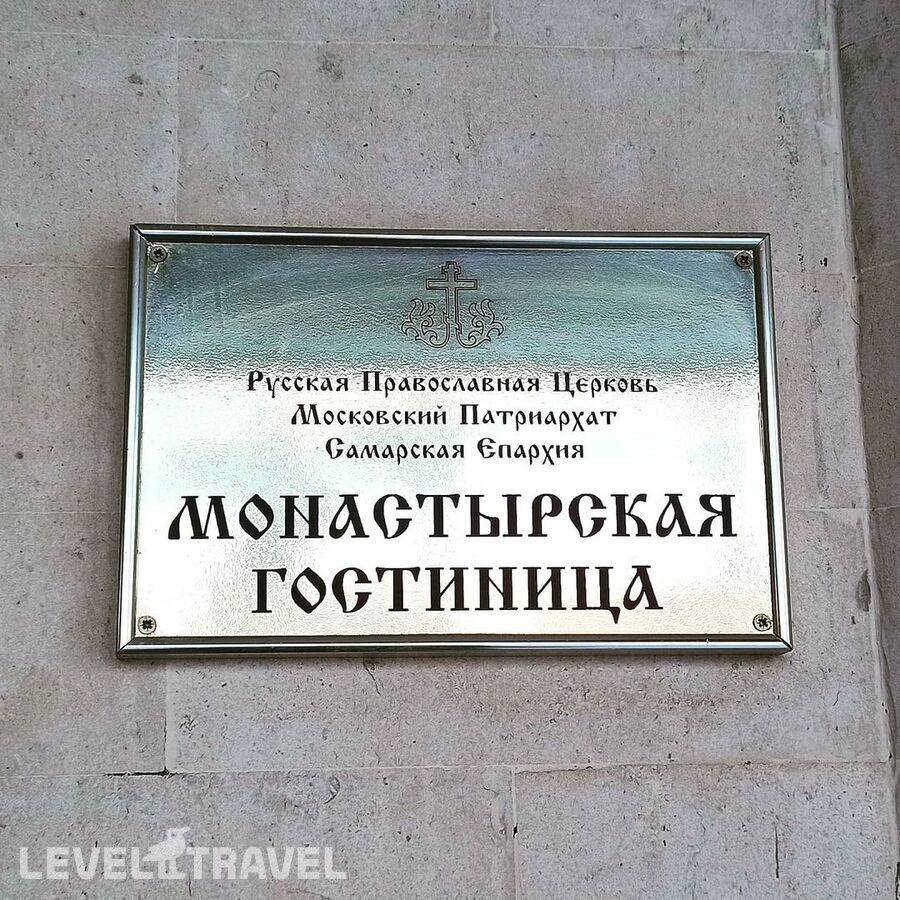 Русская Православная Церковь
Московский Патриархат
Самарская Епархия
МОНАСТЫРСКАЯ
ГОСТИНИЦА
LEVEL TRAVEL